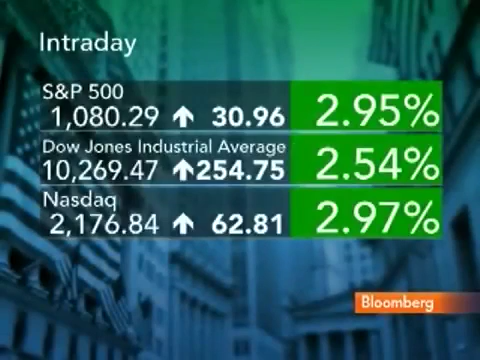 Intraday
S&P 500
1,080.29 ↑ 30.96 2.95%
Dow Jones Industrial Average
10,269.47 ↑ 254.75 2.54%
Nasdaq
2,176.84 ↑ 62.81 2.97%
Bloomberg